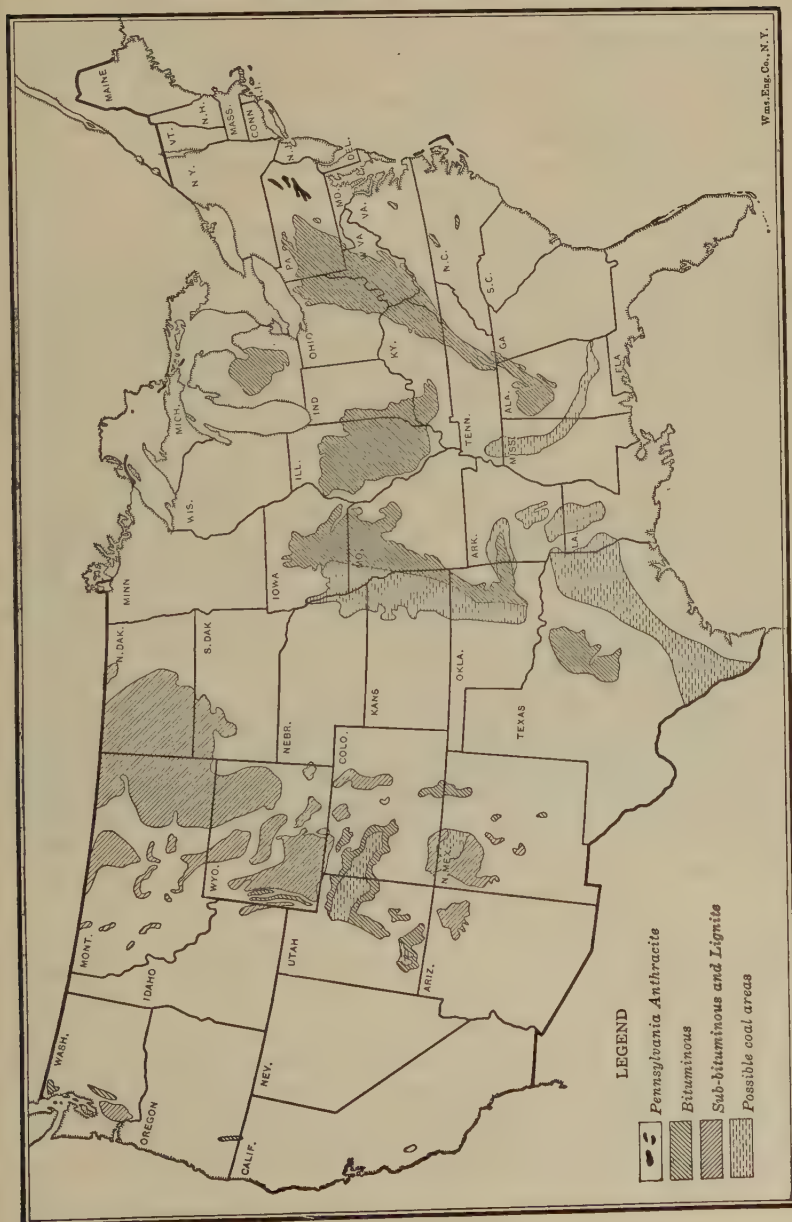 MAINE
WASH.
MONT.
N.DAK.
MINN
VT.
N.H.
OREGON
IDAHO
S.DAK
WIS.
MICH.
N.Y.
MASS.
CONN
R.I.
WYO.
IOWA
PA
NEBR.
ILL.
IND
OHIO
MD.
DEL.
CALIF.
NEV.
UTAH
COLO.
KANS
MO.
KY.
W.VA
VA.
ARIZ.
N.MEX.
OKLA.
ARK.
TENN.
N.C.
S.C.
TEXAS
LA.
MISS.
ALA.
GA
FLA
LEGEND
Pennsylvania Anthracite
Bituminous
Sub-bituminous and Lignite
Possible coal areas
Wms.Eng.Co.,N.Y.